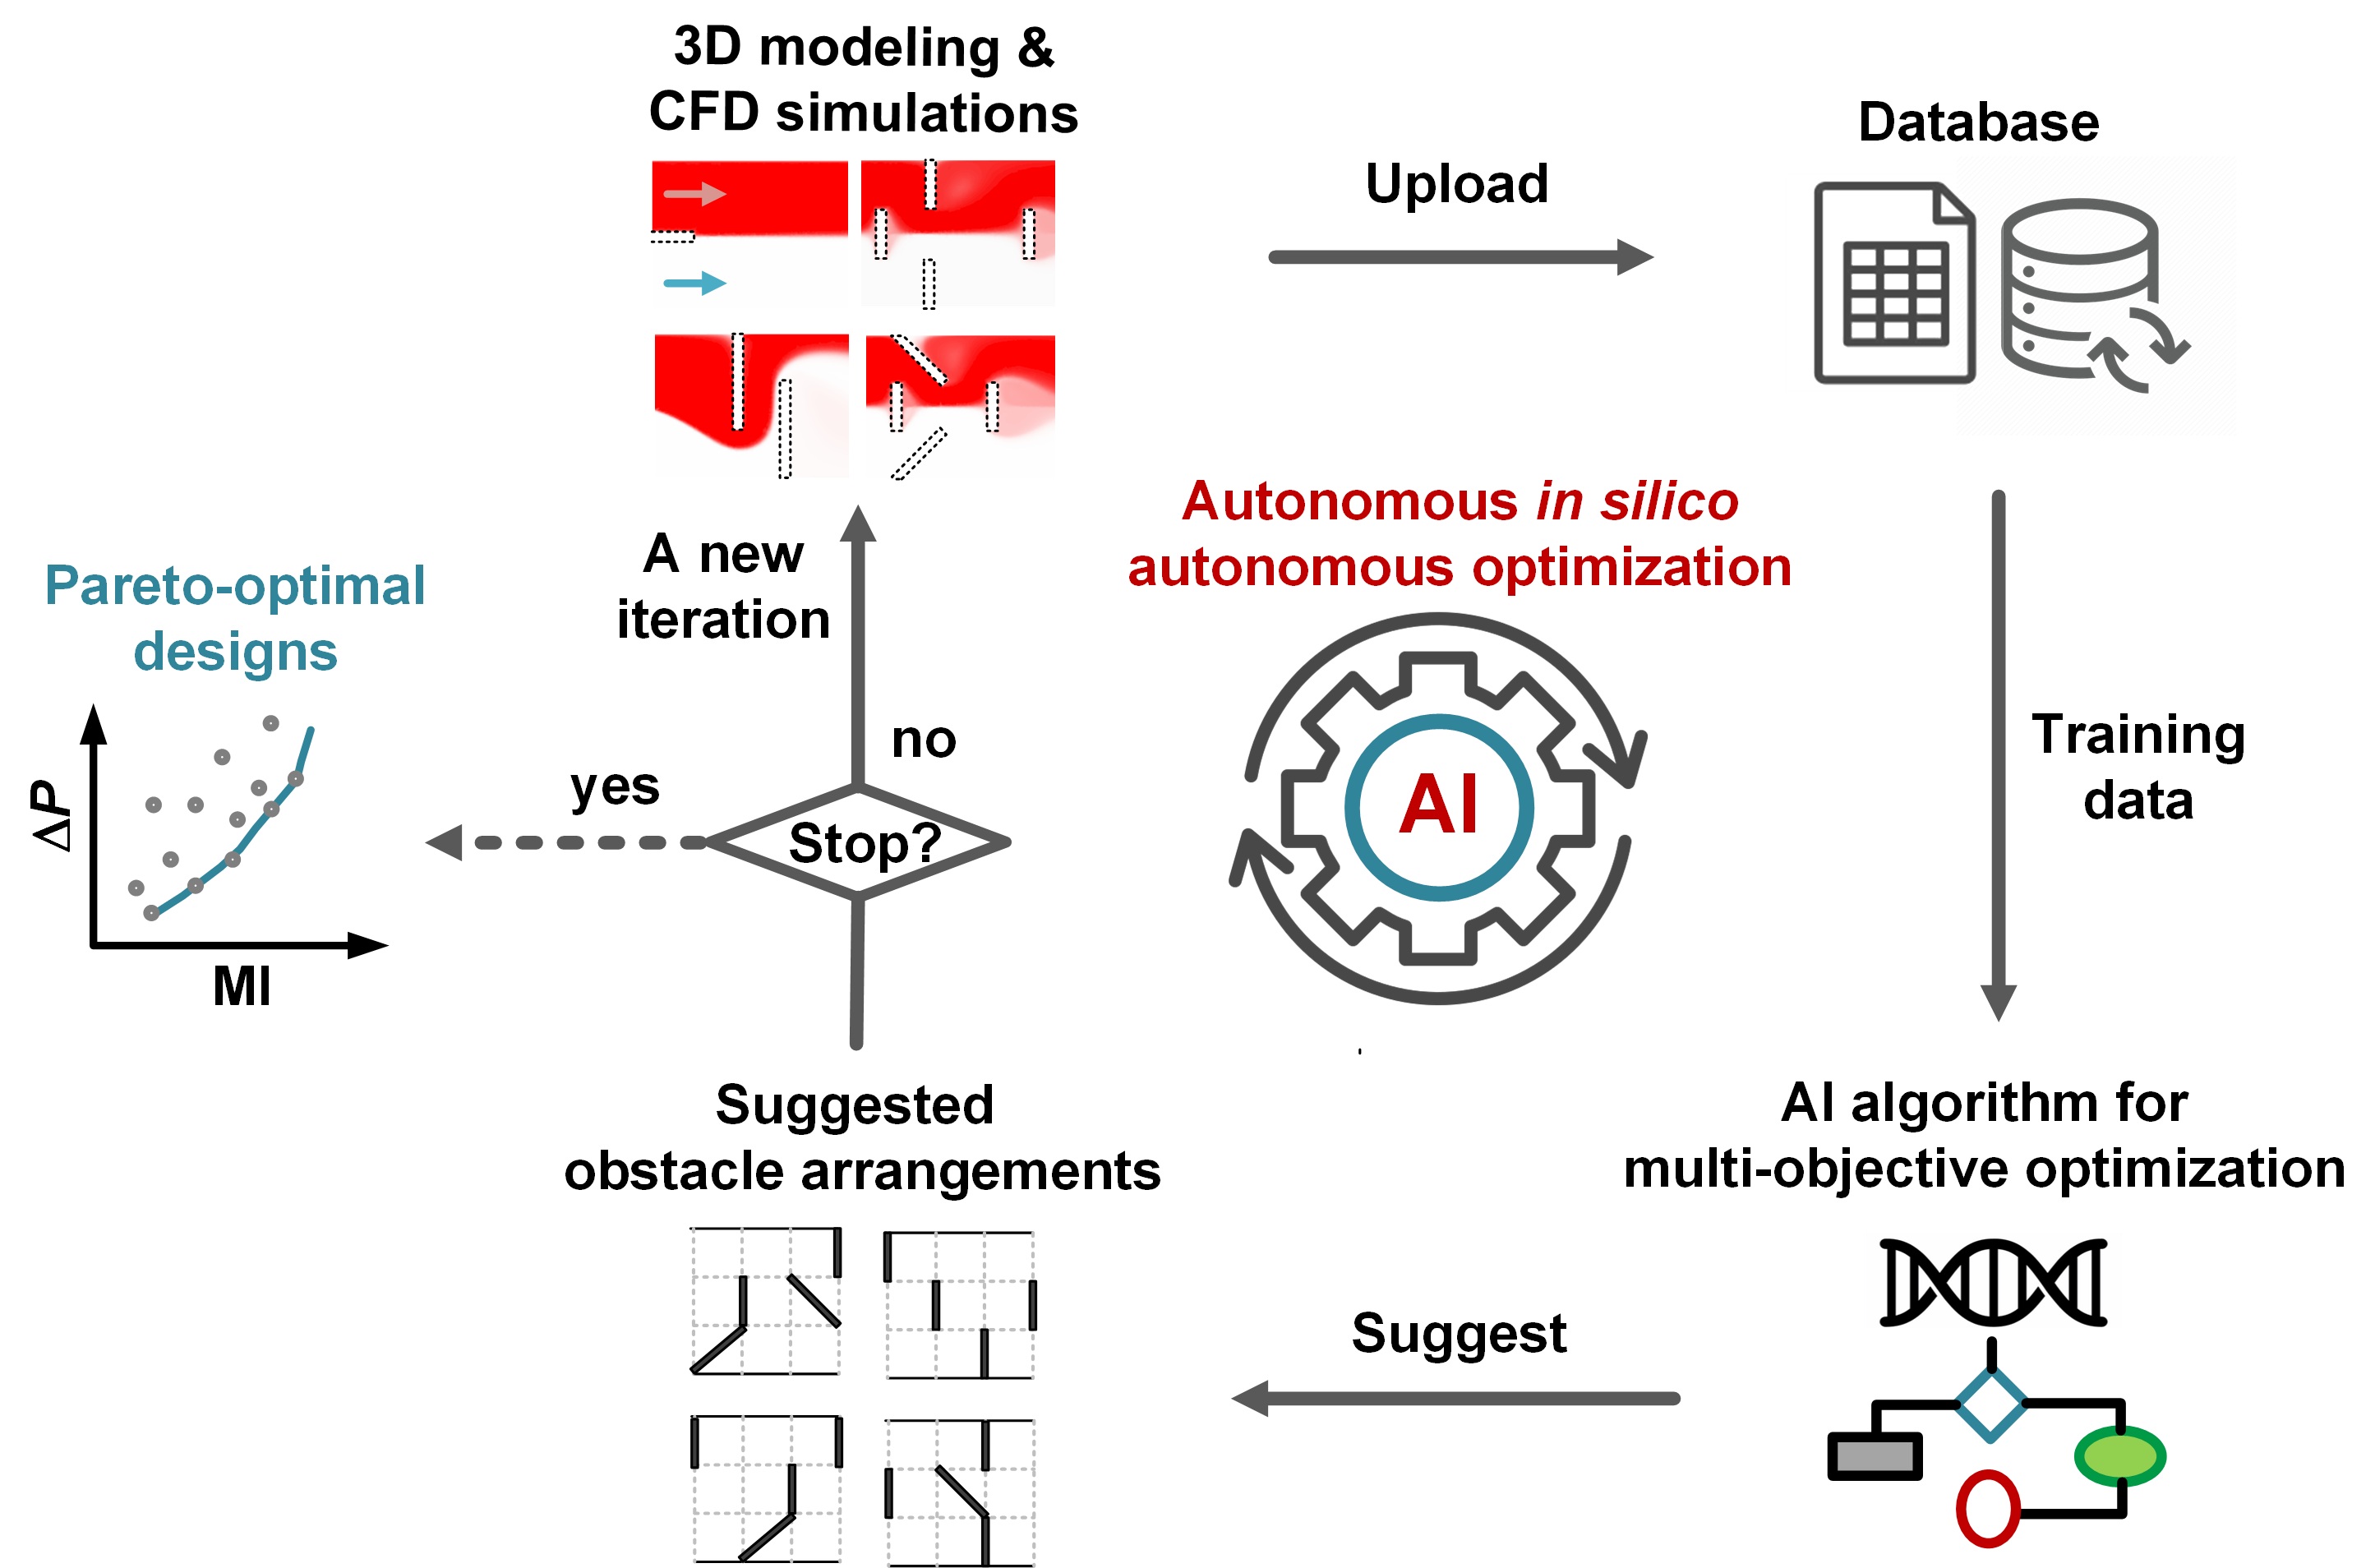 3D modeling &
CFD simulations
Upload
Database
Autonomous in silico
autonomous optimization
A new
iteration
Pareto-optimal
designs
no
yes
Stop?
AI
Training
data
ΔP
MI
Suggested
obstacle arrangements
AI algorithm for
multi-objective optimization
Suggest